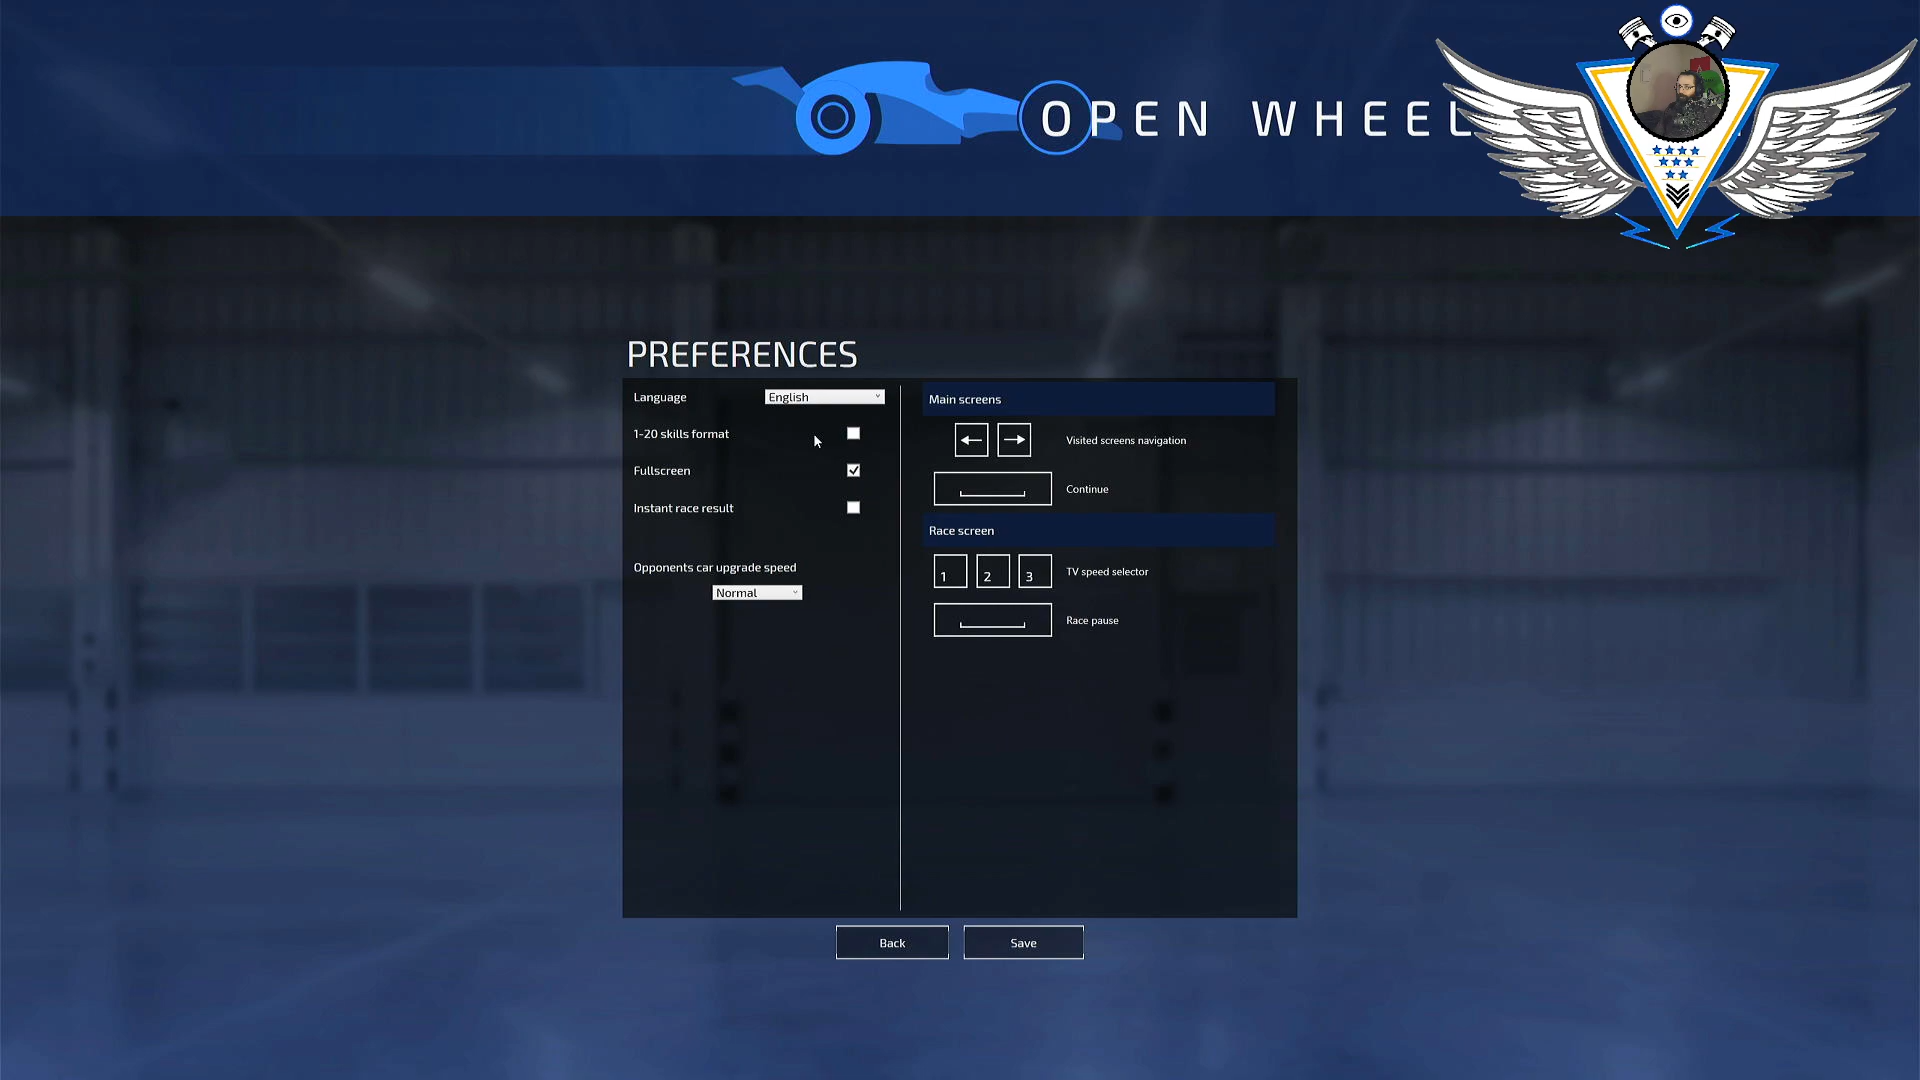 OPEN WHEEL
PREFERENCES
Language English
1-20 skills format
Fullscreen
Instant race result
Opponents car upgrade speed
Normal
Main screens
Visited screens navigation
Continue
Race screen
1 2 3 TV speed selector
Race pause
Back Save